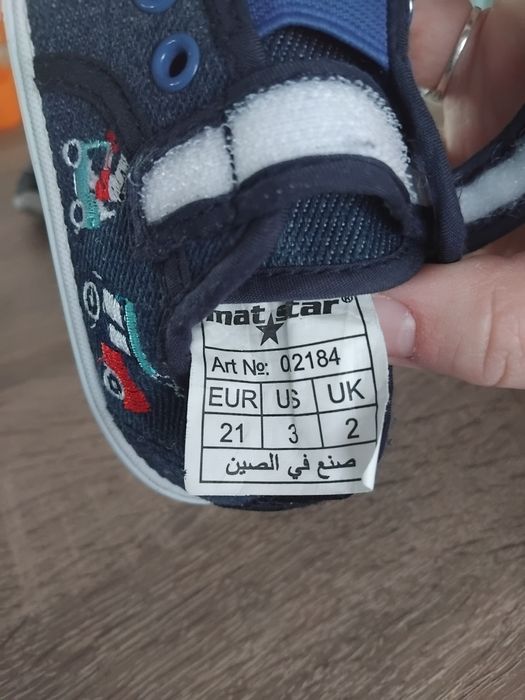 mat star®
Art No: 02184
EUR US UK
21 3 2
صنع في الصين